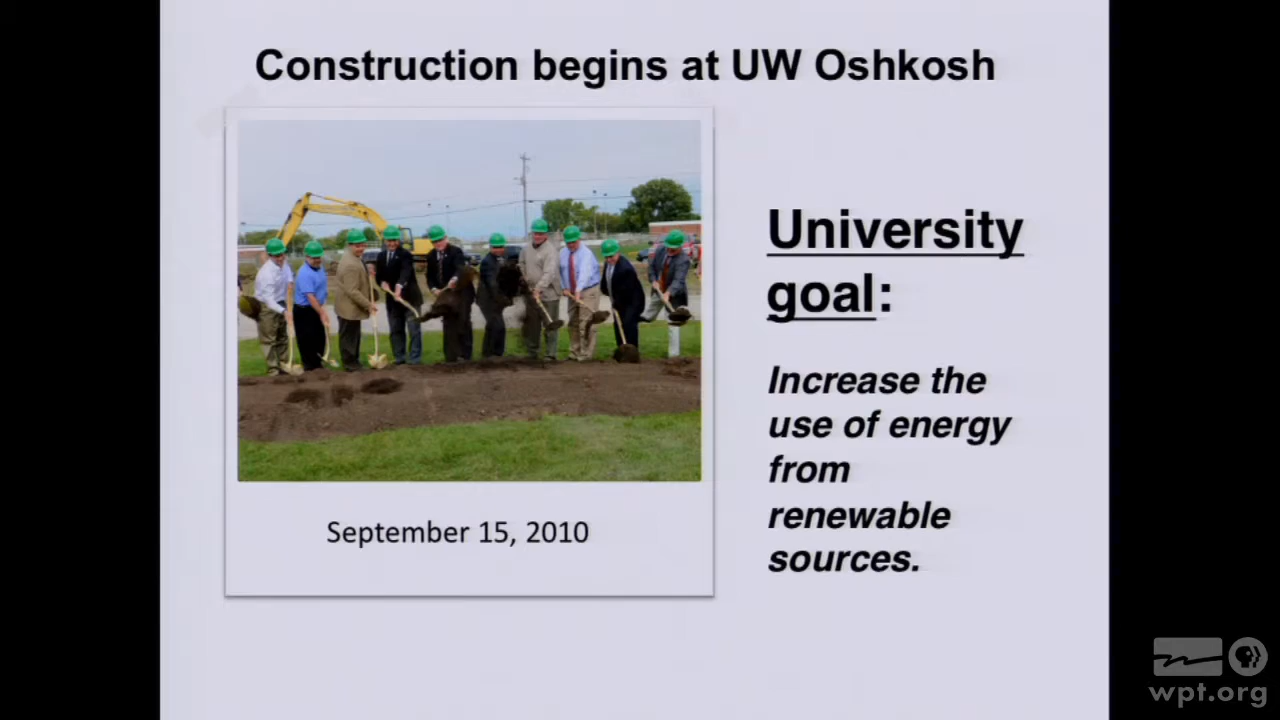 Construction begins at UW Oshkosh
University
goal:
Increase the
use of energy
from
renewable
sources.
September 15, 2010
wpt.org